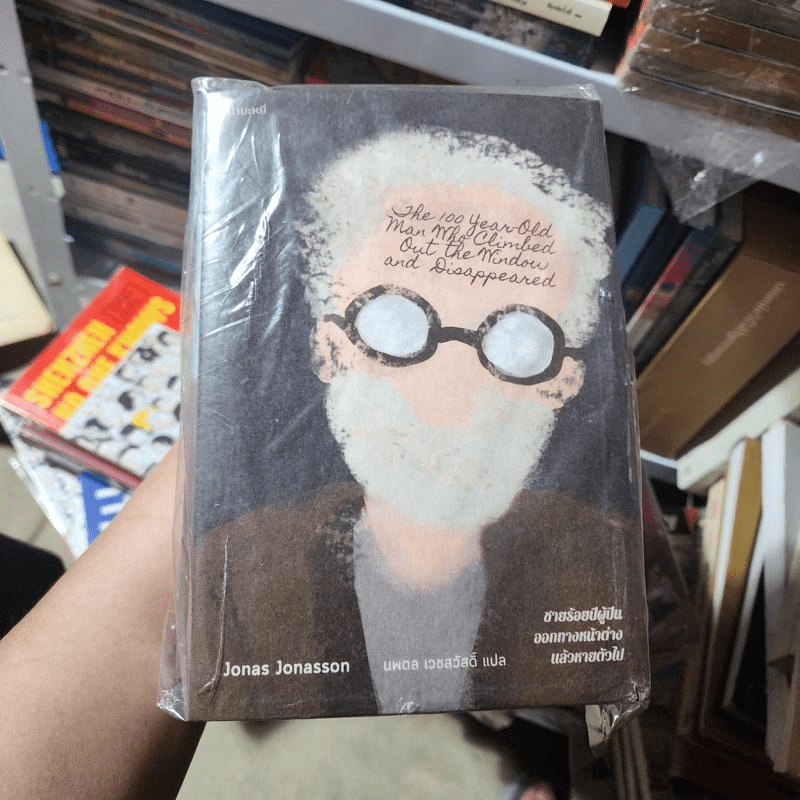 The 100 Year-Old
Man Who Climbed
Out The Window
and Disappeared
ชายร้อยปีผู้ปีน
ออกทางหน้าต่าง
แล้วหายตัวไป
Jonas Jonasson
นพดล เวชสวัสดิ์ แปล